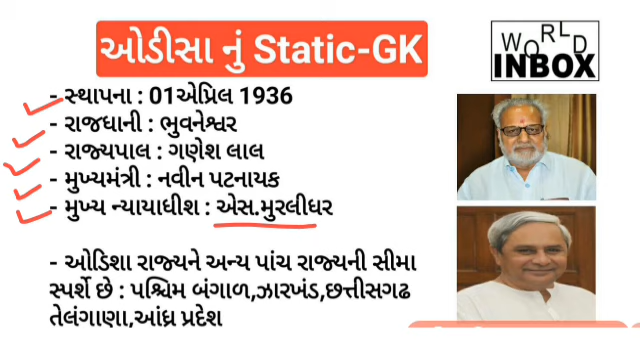 ઓડીસા નું Static-GK
WORLD
INBOX
- સ્થાપના : 01એપ્રિલ 1936
- રાજધાની : ભુવનેશ્વર
- રાજ્યપાલ : ગણેશ લાલ
- મુખ્યમંત્રી : નવીન પટનાયક
- મુખ્ય ન્યાયાધીશ : એસ.મુરલીધર
- ઓડિશા રાજ્યને અન્ય પાંચ રાજ્યની સીમા
સ્પર્શે છે : પશ્ચિમ બંગાળ,ઝારખંડ,છત્તીસગઢ
તેલંગાણા,આંધ્ર પ્રદેશ